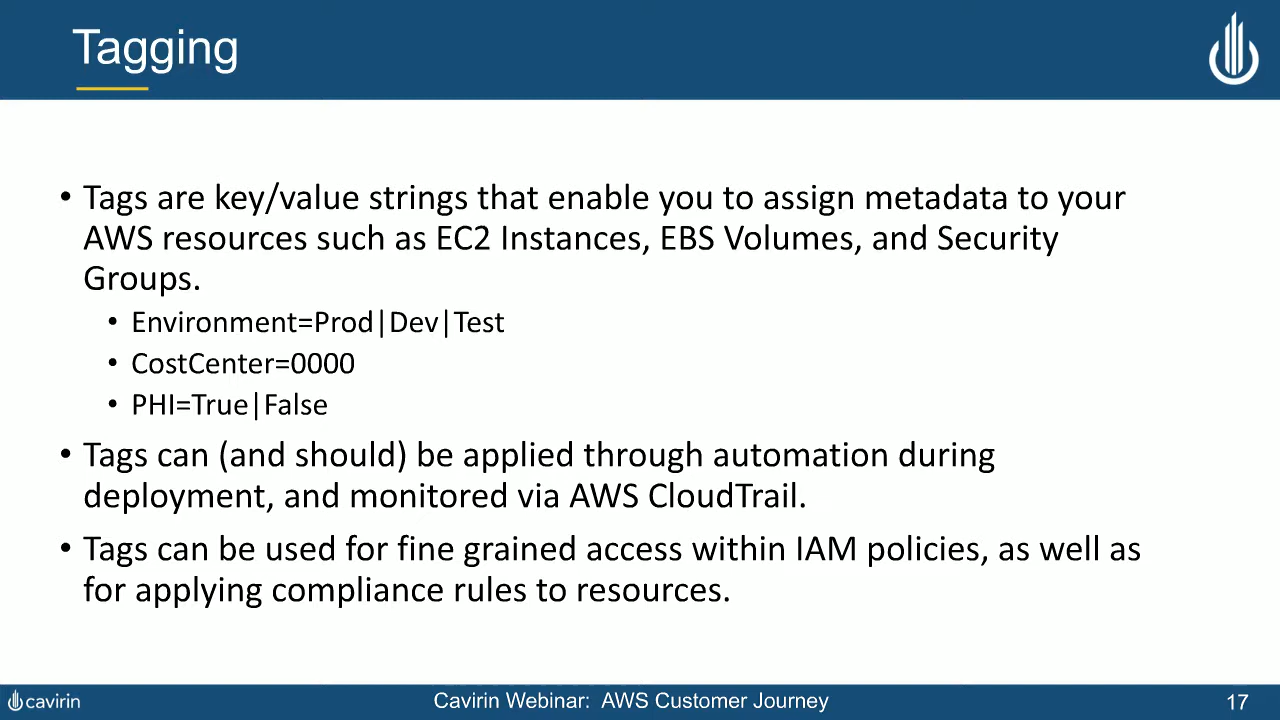 Tagging
• Tags are key/value strings that enable you to assign metadata to your
AWS resources such as EC2 Instances, EBS Volumes, and Security
Groups.
• Environment=Prod|Dev|Test
• CostCenter=0000
• PHI=True|False
• Tags can (and should) be applied through automation during
deployment, and monitored via AWS CloudTrail.
• Tags can be used for fine grained access within IAM policies, as well as
for applying compliance rules to resources.
cavirin
Cavirin Webinar: AWS Customer Journey
17